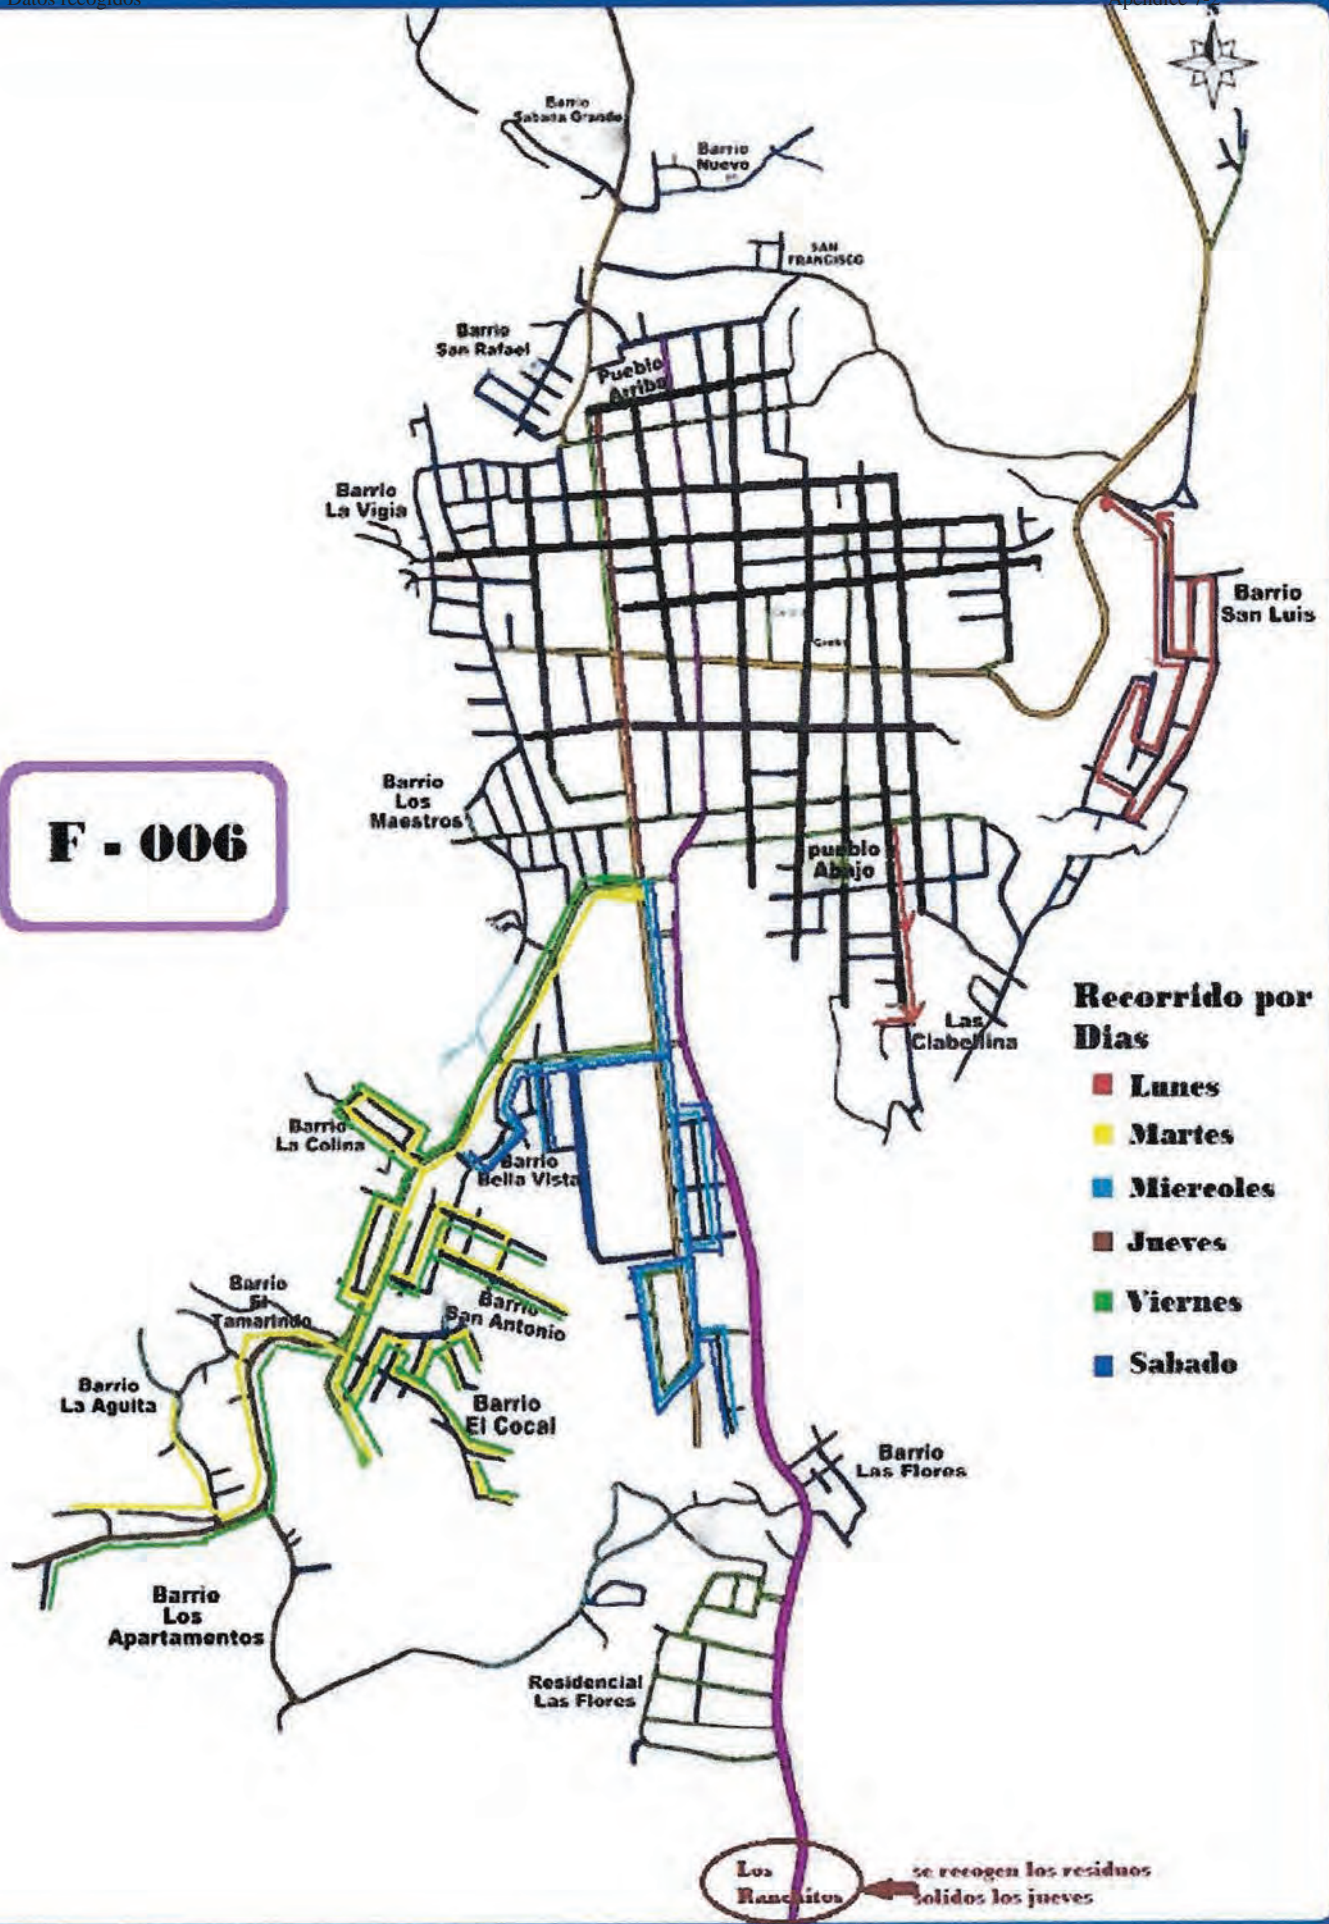 Datos recogidos
Barrio
Sabana Grande
Barrio
Nuevo
SAN
FRANCISCO
Barrio
San Rafael
Pueblo
Arriba
Barrio
La Vigia
Barrio
San Luis
Barrio
Los
Maestros
F - 006
pueblo
Abajo
Las
Clabellina
Recorrido por
Dias
Lunes
Martes
Miercoles
Jueves
Viernes
Sabado
Barrio
La Colina
Barrio
Bella Vista
Barrio
El
Tamarindo
Barrio
San Antonio
Barrio
La Aguita
Barrio
El Cocal
Barrio
Las Flores
Barrio
Los
Apartamentos
Residencial
Las Flores
Los
Ranchitos
se recogen los residuos
solidos los jueves